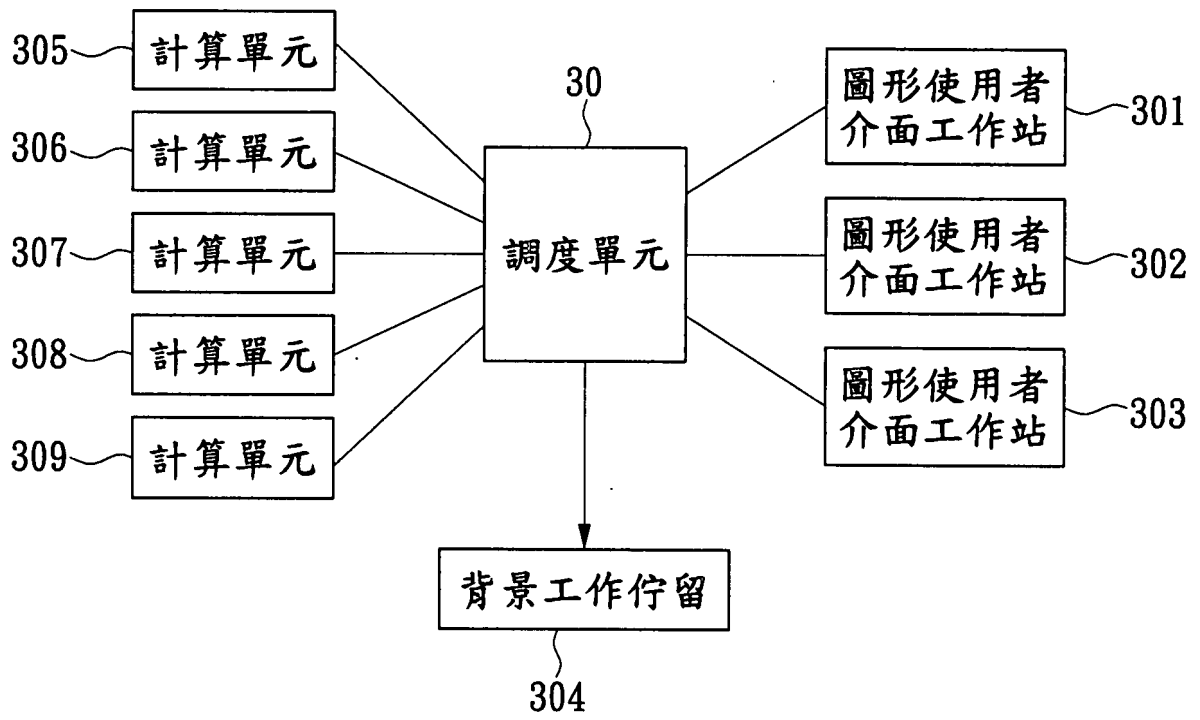 305
計算單元
306
計算單元
307
計算單元
308
計算單元
309
計算單元
30
調度單元
圖形使用者
介面工作站
301
圖形使用者
介面工作站
302
圖形使用者
介面工作站
303
背景工作佇留
304